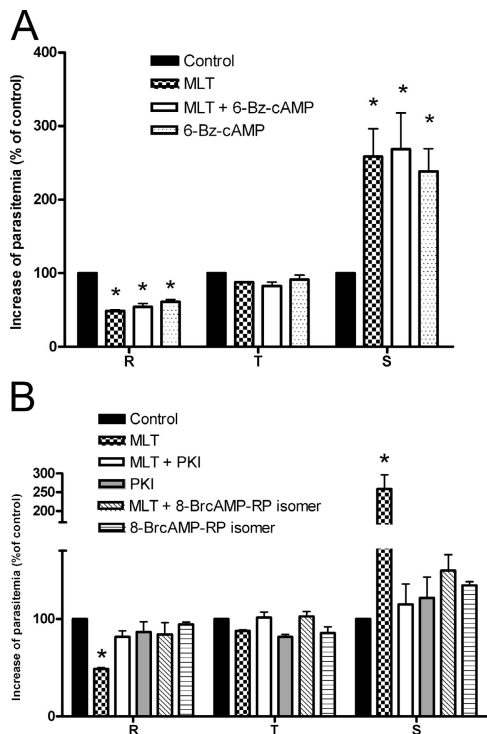 A
Increase of parasitemia (% of control)
400
300
200
100
0
Control
MLT
MLT + 6-Bz-cAMP
6-Bz-cAMP
* * *
* * *
R T S
B
Increase of parasitemia (%of control)
300
250
200
100
0
Control
MLT
MLT + PKI
PKI
MLT + 8-BrcAMP-RP isomer
8-BrcAMP-RP isomer
*
*
R T S